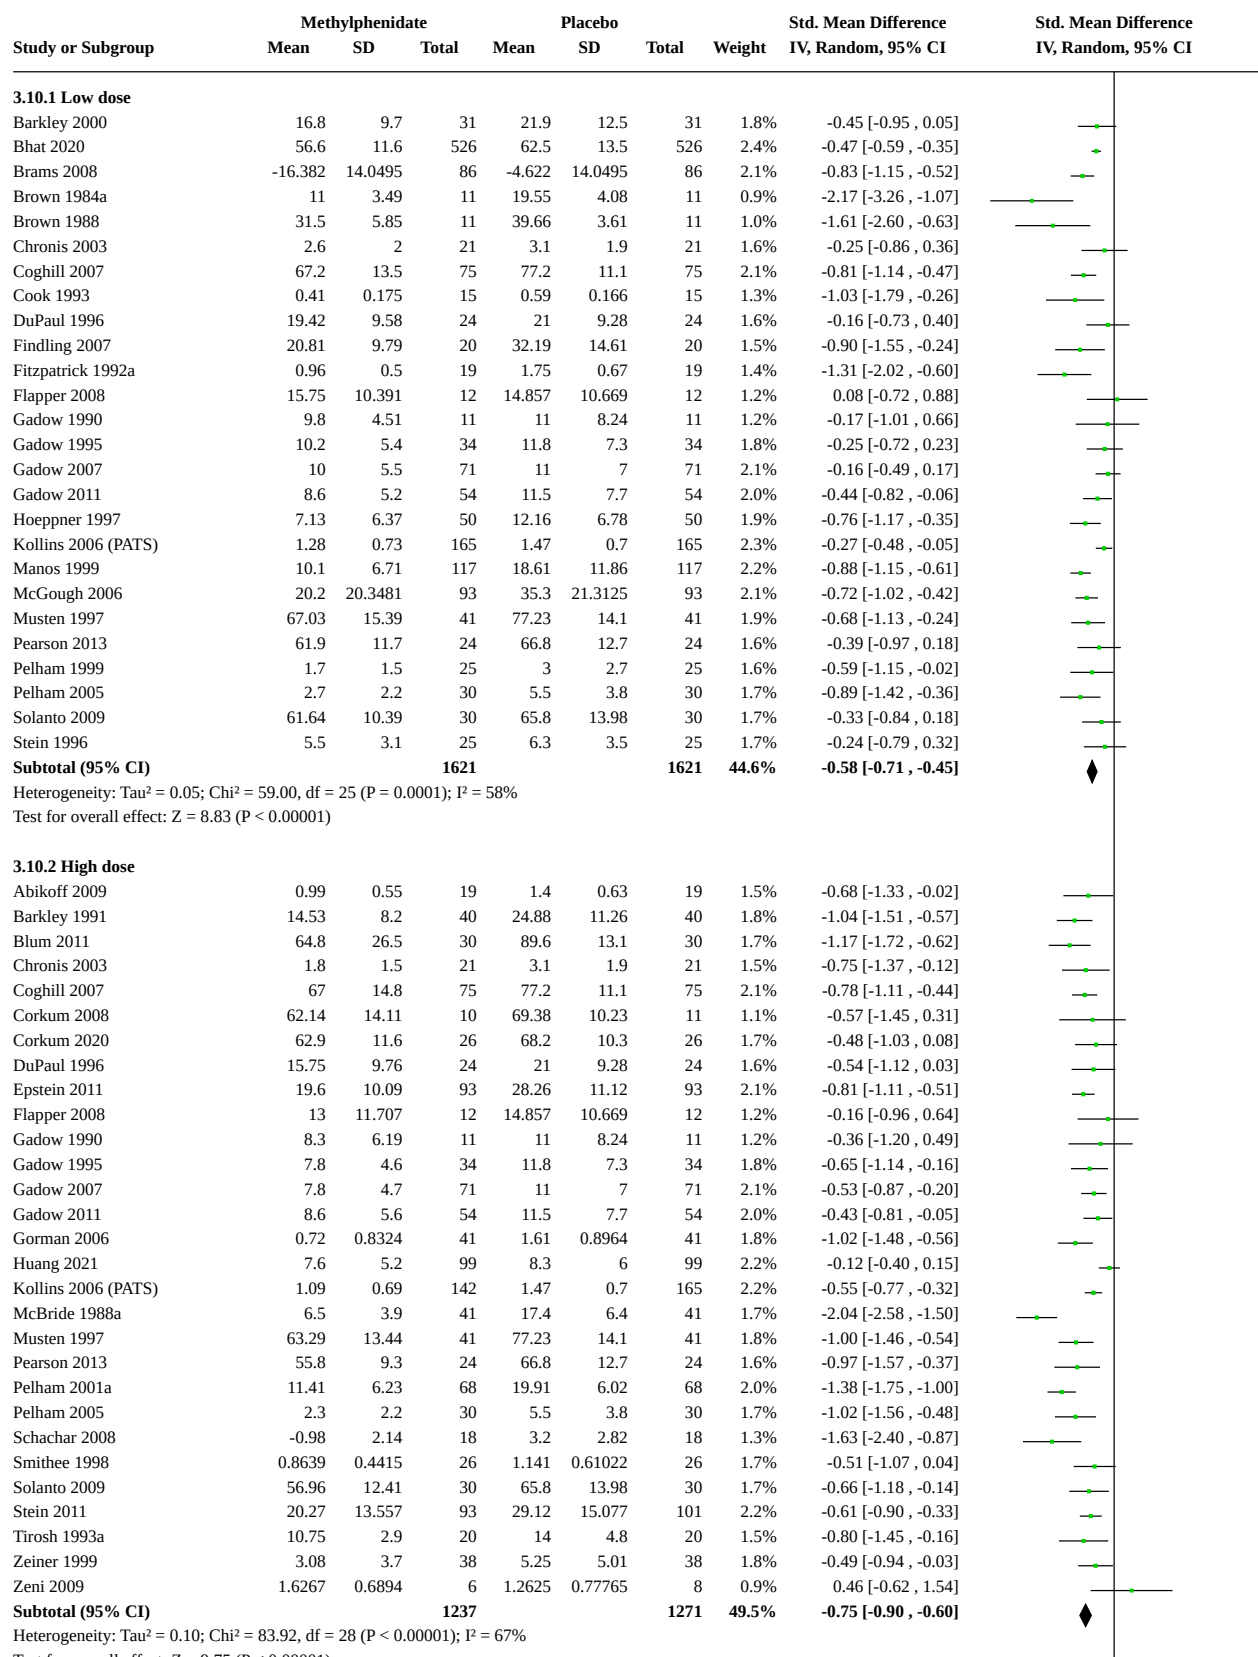 Methylphenidate Placebo Std. Mean Difference Std. Mean Difference
Study or Subgroup Mean SD Total Mean SD Total Weight IV, Random, 95% CI IV, Random, 95% CI
3.10.1 Low dose
Barkley 2000 16.8 9.7 31 21.9 12.5 31 1.8% -0.45 [-0.95 , 0.05]
Bhat 2020 56.6 11.6 526 62.5 13.5 526 2.4% -0.47 [-0.59 , -0.35]
Brams 2008 -16.382 14.0495 86 -4.622 14.0495 86 2.1% -0.83 [-1.15 , -0.52]
Brown 1984a 11 3.49 11 19.55 4.08 11 0.9% -2.17 [-3.26 , -1.07]
Brown 1988 31.5 5.85 11 39.66 3.61 11 1.0% -1.61 [-2.60 , -0.63]
Chronis 2003 2.6 2 21 3.1 1.9 21 1.6% -0.25 [-0.86 , 0.36]
Coghill 2007 67.2 13.5 75 77.2 11.1 75 2.1% -0.81 [-1.14 , -0.47]
Cook 1993 0.41 0.175 15 0.59 0.166 15 1.3% -1.03 [-1.79 , -0.26]
DuPaul 1996 19.42 9.58 24 21 9.28 24 1.6% -0.16 [-0.73 , 0.40]
Findling 2007 20.81 9.79 20 32.19 14.61 20 1.5% -0.90 [-1.55 , -0.24]
Fitzpatrick 1992a 0.96 0.5 19 1.75 0.67 19 1.4% -1.31 [-2.02 , -0.60]
Flapper 2008 15.75 10.391 12 14.857 10.669 12 1.2% 0.08 [-0.72 , 0.88]
Gadow 1990 9.8 4.51 11 11 8.24 11 1.2% -0.17 [-1.01 , 0.66]
Gadow 1995 10.2 5.4 34 11.8 7.3 34 1.8% -0.25 [-0.72 , 0.23]
Gadow 2007 10 5.5 71 11 7 71 2.1% -0.16 [-0.49 , 0.17]
Gadow 2011 8.6 5.2 54 11.5 7.7 54 2.0% -0.44 [-0.82 , -0.06]
Hoeppner 1997 7.13 6.37 50 12.16 6.78 50 1.9% -0.76 [-1.17 , -0.35]
Kollins 2006 (PATS) 1.28 0.73 165 1.47 0.7 165 2.3% -0.27 [-0.48 , -0.05]
Manos 1999 10.1 6.71 117 18.61 11.86 117 2.2% -0.88 [-1.15 , -0.61]
McGough 2006 20.2 20.3481 93 35.3 21.3125 93 2.1% -0.72 [-1.02 , -0.42]
Musten 1997 67.03 15.39 41 77.23 14.1 41 1.9% -0.68 [-1.13 , -0.24]
Pearson 2013 61.9 11.7 24 66.8 12.7 24 1.6% -0.39 [-0.97 , 0.18]
Pelham 1999 1.7 1.5 25 3 2.7 25 1.6% -0.59 [-1.15 , -0.02]
Pelham 2005 2.7 2.2 30 5.5 3.8 30 1.7% -0.89 [-1.42 , -0.36]
Solanto 2009 61.64 10.39 30 65.8 13.98 30 1.7% -0.33 [-0.84 , 0.18]
Stein 1996 5.5 3.1 25 6.3 3.5 25 1.7% -0.24 [-0.79 , 0.32]
Subtotal (95% CI) 1621 1621 44.6% -0.58 [-0.71 , -0.45]
Heterogeneity: Tau² = 0.05; Chi² = 59.00, df = 25 (P = 0.0001); I² = 58%
Test for overall effect: Z = 8.83 (P < 0.00001)
3.10.2 High dose
Abikoff 2009 0.99 0.55 19 1.4 0.63 19 1.5% -0.68 [-1.33 , -0.02]
Barkley 1991 14.53 8.2 40 24.88 11.26 40 1.8% -1.04 [-1.51 , -0.57]
Blum 2011 64.8 26.5 30 89.6 13.1 30 1.7% -1.17 [-1.72 , -0.62]
Chronis 2003 1.8 1.5 21 3.1 1.9 21 1.5% -0.75 [-1.37 , -0.12]
Coghill 2007 67 14.8 75 77.2 11.1 75 2.1% -0.78 [-1.11 , -0.44]
Corkum 2008 62.14 14.11 10 69.38 10.23 11 1.1% -0.57 [-1.45 , 0.31]
Corkum 2020 62.9 11.6 26 68.2 10.3 26 1.7% -0.48 [-1.03 , 0.08]
DuPaul 1996 15.75 9.76 24 21 9.28 24 1.6% -0.54 [-1.12 , 0.03]
Epstein 2011 19.6 10.09 93 28.26 11.12 93 2.1% -0.81 [-1.11 , -0.51]
Flapper 2008 13 11.707 12 14.857 10.669 12 1.2% -0.16 [-0.96 , 0.64]
Gadow 1990 8.3 6.19 11 11 8.24 11 1.2% -0.36 [-1.20 , 0.49]
Gadow 1995 7.8 4.6 34 11.8 7.3 34 1.8% -0.65 [-1.14 , -0.16]
Gadow 2007 7.8 4.7 71 11 7 71 2.1% -0.53 [-0.87 , -0.20]
Gadow 2011 8.6 5.6 54 11.5 7.7 54 2.0% -0.43 [-0.81 , -0.05]
Gorman 2006 0.72 0.8324 41 1.61 0.8964 41 1.8% -1.02 [-1.48 , -0.56]
Huang 2021 7.6 5.2 99 8.3 6 99 2.2% -0.12 [-0.40 , 0.15]
Kollins 2006 (PATS) 1.09 0.69 142 1.47 0.7 165 2.2% -0.55 [-0.77 , -0.32]
McBride 1988a 6.5 3.9 41 17.4 6.4 41 1.7% -2.04 [-2.58 , -1.50]
Musten 1997 63.29 13.44 41 77.23 14.1 41 1.8% -1.00 [-1.46 , -0.54]
Pearson 2013 55.8 9.3 24 66.8 12.7 24 1.6% -0.97 [-1.57 , -0.37]
Pelham 2001a 11.41 6.23 68 19.91 6.02 68 2.0% -1.38 [-1.75 , -1.00]
Pelham 2005 2.3 2.2 30 5.5 3.8 30 1.7% -1.02 [-1.56 , -0.48]
Schachar 2008 -0.98 2.14 18 3.2 2.82 18 1.3% -1.63 [-2.40 , -0.87]
Smithee 1998 0.8639 0.4415 26 1.141 0.61022 26 1.7% -0.51 [-1.07 , 0.04]
Solanto 2009 56.96 12.41 30 65.8 13.98 30 1.7% -0.66 [-1.18 , -0.14]
Stein 2011 20.27 13.557 93 29.12 15.077 101 2.2% -0.61 [-0.90 , -0.33]
Tirosh 1993a 10.75 2.9 20 14 4.8 20 1.5% -0.80 [-1.45 , -0.16]
Zeiner 1999 3.08 3.7 38 5.25 5.01 38 1.8% -0.49 [-0.94 , -0.03]
Zeni 2009 1.6267 0.6894 6 1.2625 0.77765 8 0.9% 0.46 [-0.62 , 1.54]
Subtotal (95% CI) 1237 1271 49.5% -0.75 [-0.90 , -0.60]
Heterogeneity: Tau² = 0.10; Chi² = 83.92, df = 28 (P < 0.00001); I² = 67%